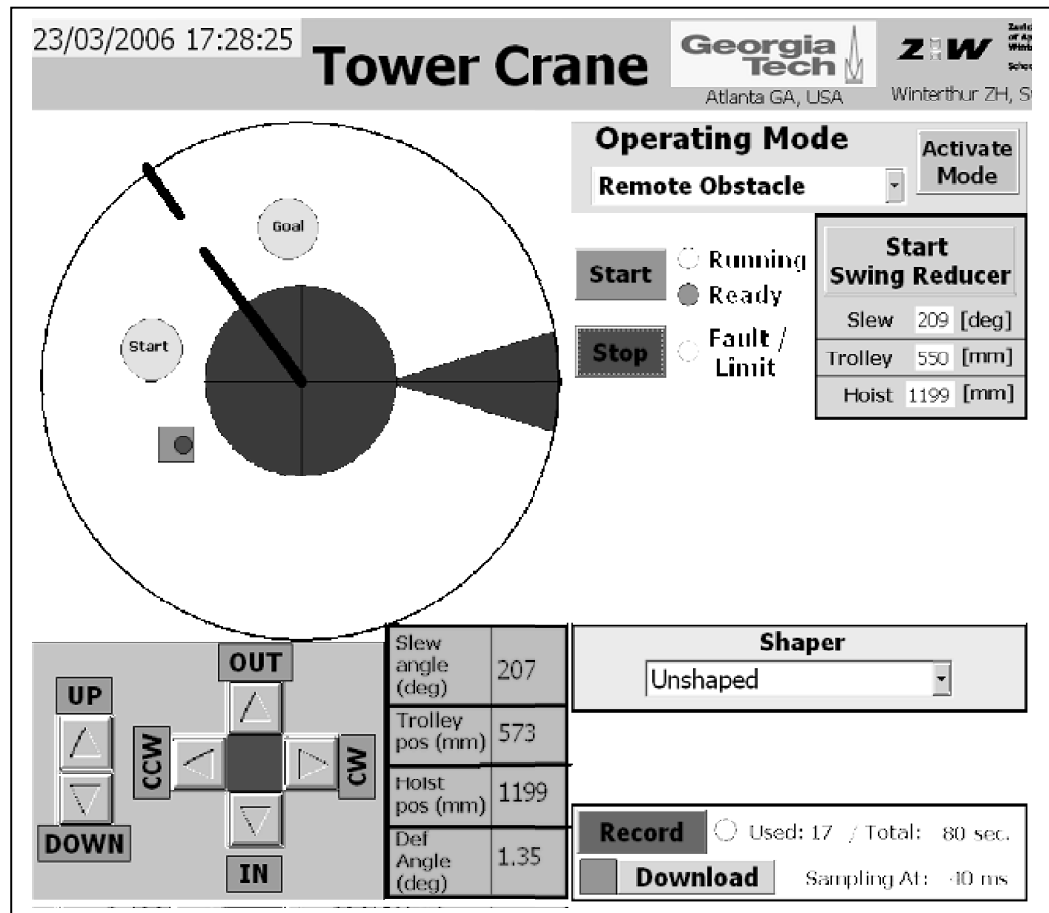 23/03/2006 17:28:25
Tower Crane
Georgia
Tech
Atlanta GA, USA
Z W
Winterthur ZH, S
Operating Mode
Remote Obstacle
Activate
Mode
Goal
Start
Start
Running
Ready
Stop
Fault /
Limit
Start
Swing Reducer
Slew 209 [deg]
Trolley 550 [mm]
Hoist 1199 [mm]
UP
DOWN
OUT
CCW
CW
IN
Slew
angle
(deg) 207
Trolley
pos (mm) 573
Hoist
pos (mm) 1199
Def
Angle
(deg) 1.35
Shaper
Unshaped
Record Used: 17 / Total: 80 sec.
Download Sampling At: 40 ms